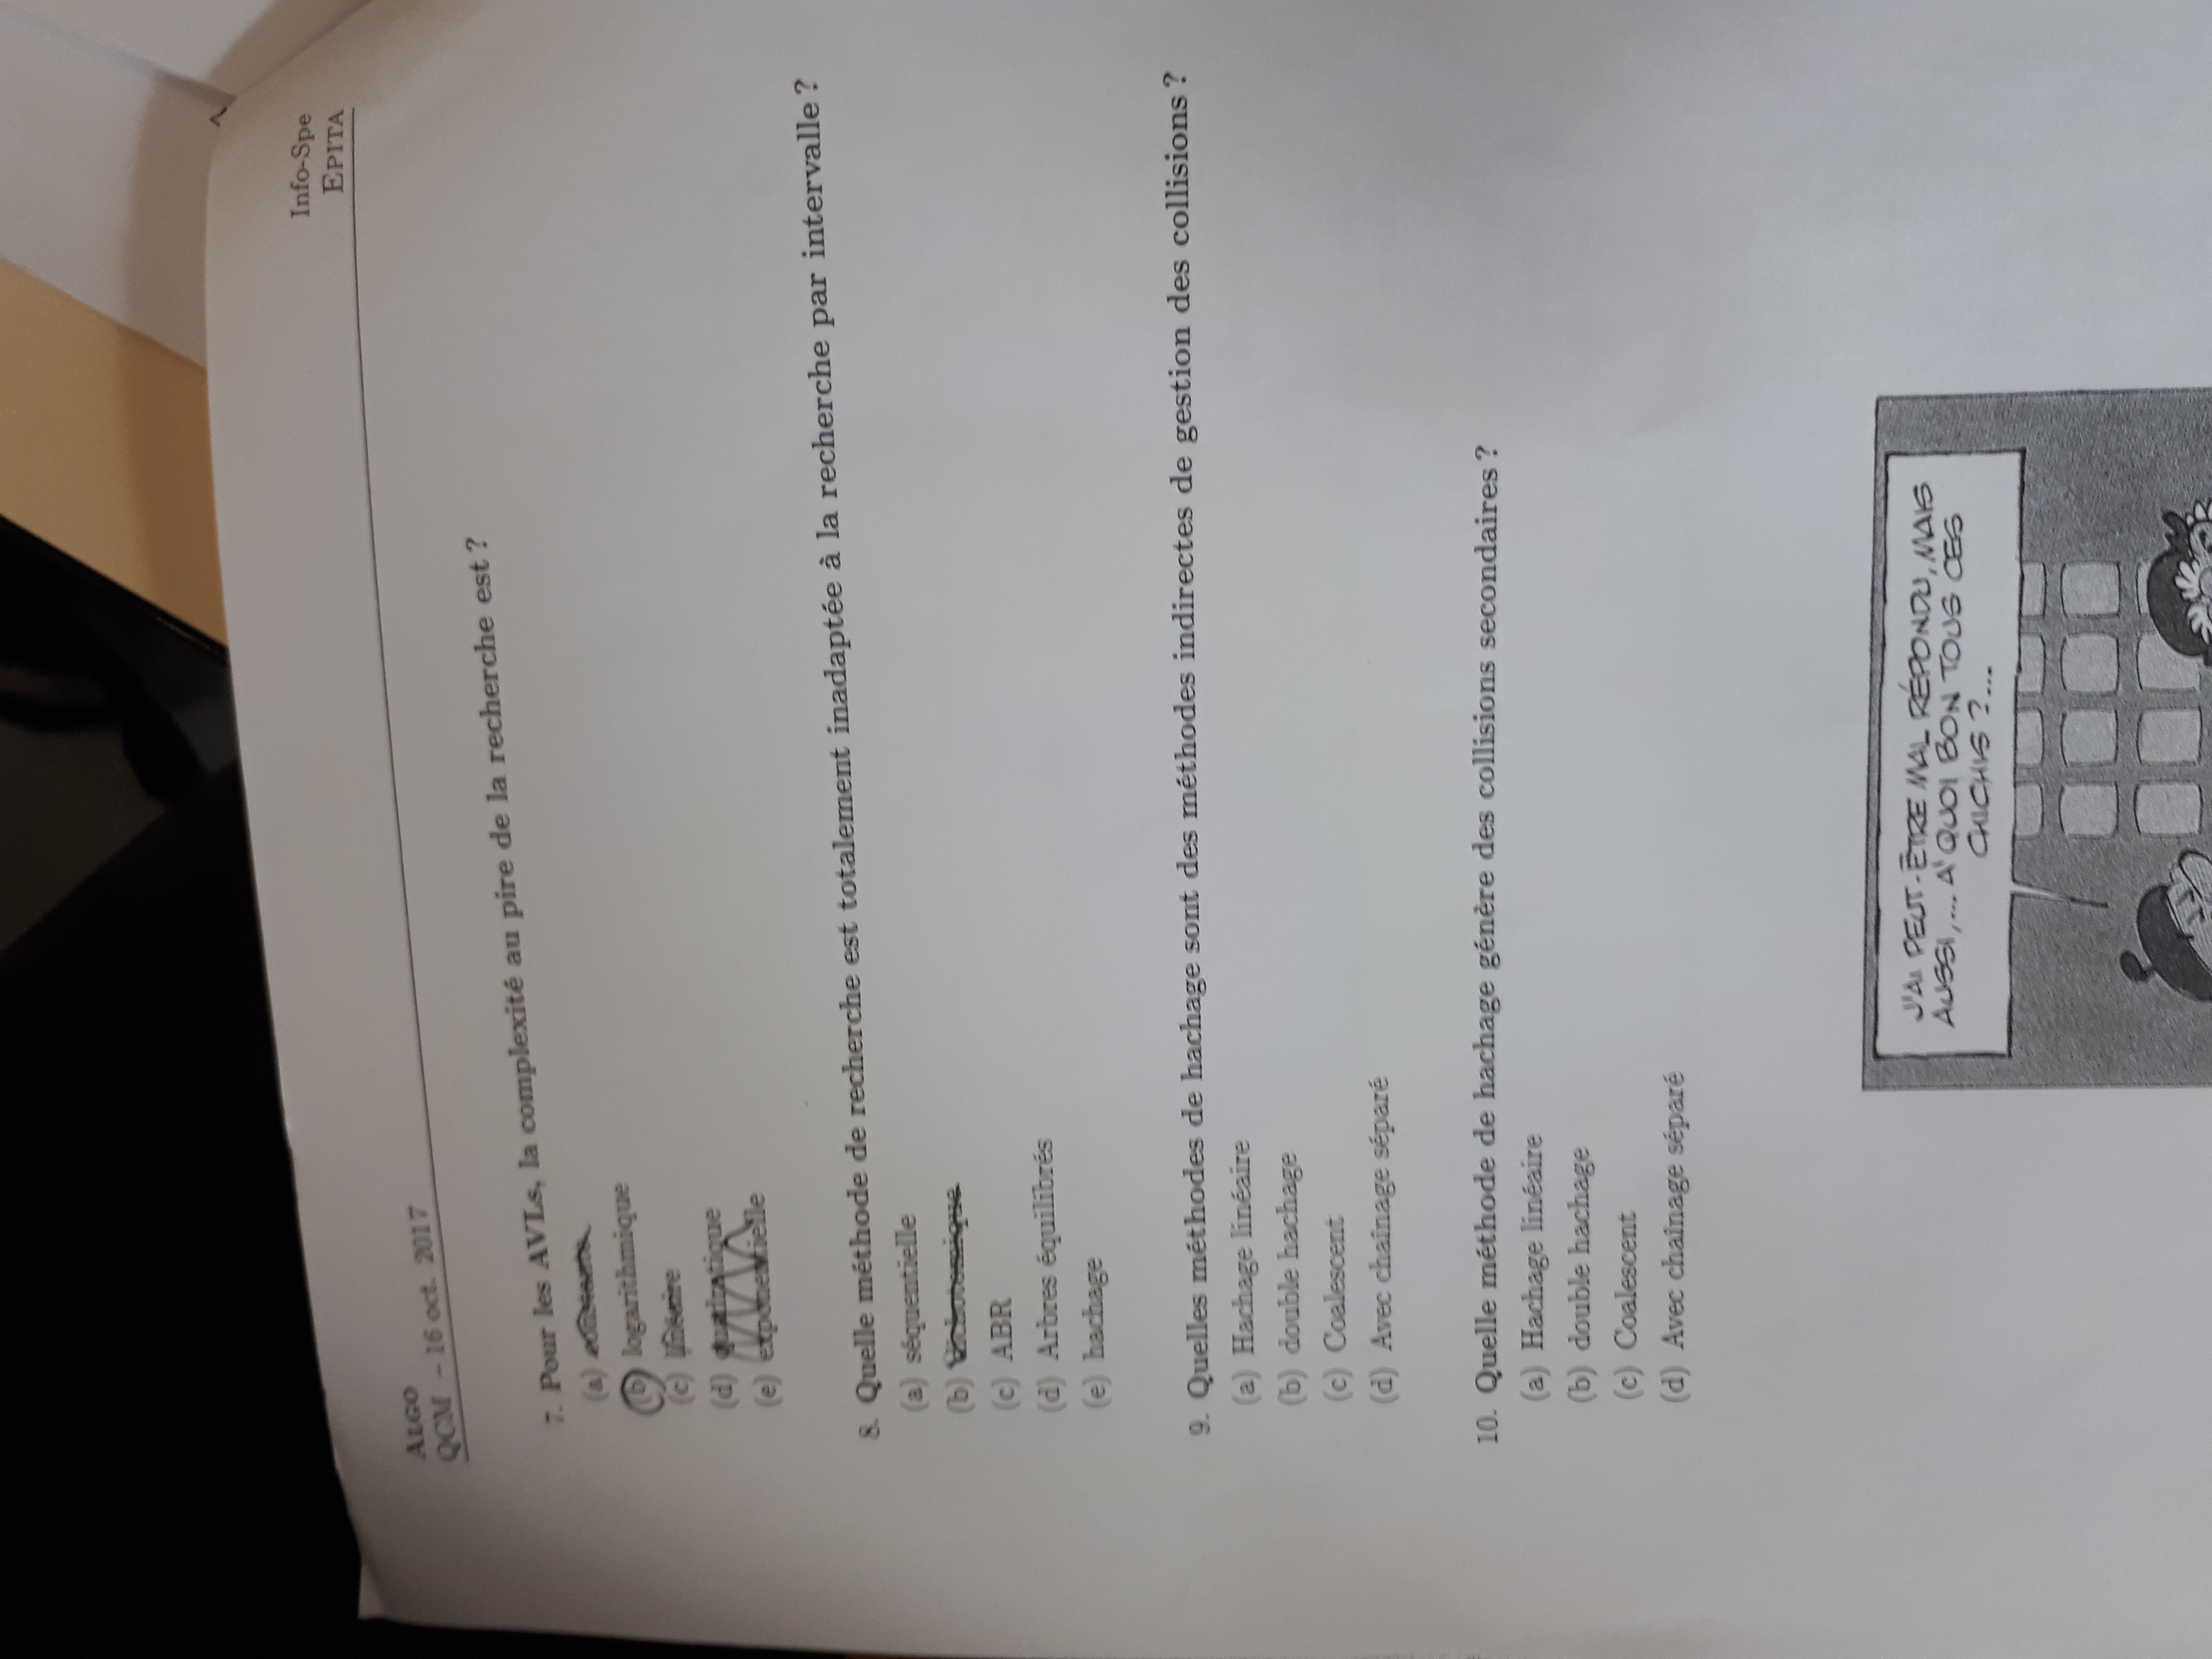 ALGO
QCM – 16 oct. 2017
Info-Spe
EPITA
7. Pour les AVLs, la complexité au pire de la recherche est ?
(a)
(b) logarithmique
(c) linéaire
(d) quadratique
(e) exponentielle
8. Quelle méthode de recherche est totalement inadaptée à la recherche par intervalle ?
(a) séquentielle
(b) dichotomique
(c) ABR
(d) Arbres équilibrés
(e) hachage
9. Quelles méthodes de hachage sont des méthodes indirectes de gestion des collisions ?
(a) Hachage linéaire
(b) double hachage
(c) Coalescent
(d) Avec chaînage séparé
10. Quelle méthode de hachage génère des collisions secondaires ?
(a) Hachage linéaire
(b) double hachage
(c) Coalescent
(d) Avec chaînage séparé
J'AI PEUT-ÊTRE MAL RÉPONDU, MAIS
AUSSI,... A' QUOI BON TOUS CES
CHICHIS ?....